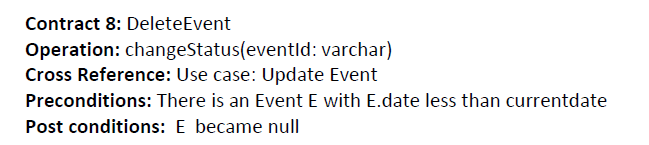 Contract 8: DeleteEvent
Operation: changeStatus(eventId: varchar)
Cross Reference: Use case: Update Event
Preconditions: There is an Event E with E.date less than currentdate
Post conditions:  E  became null